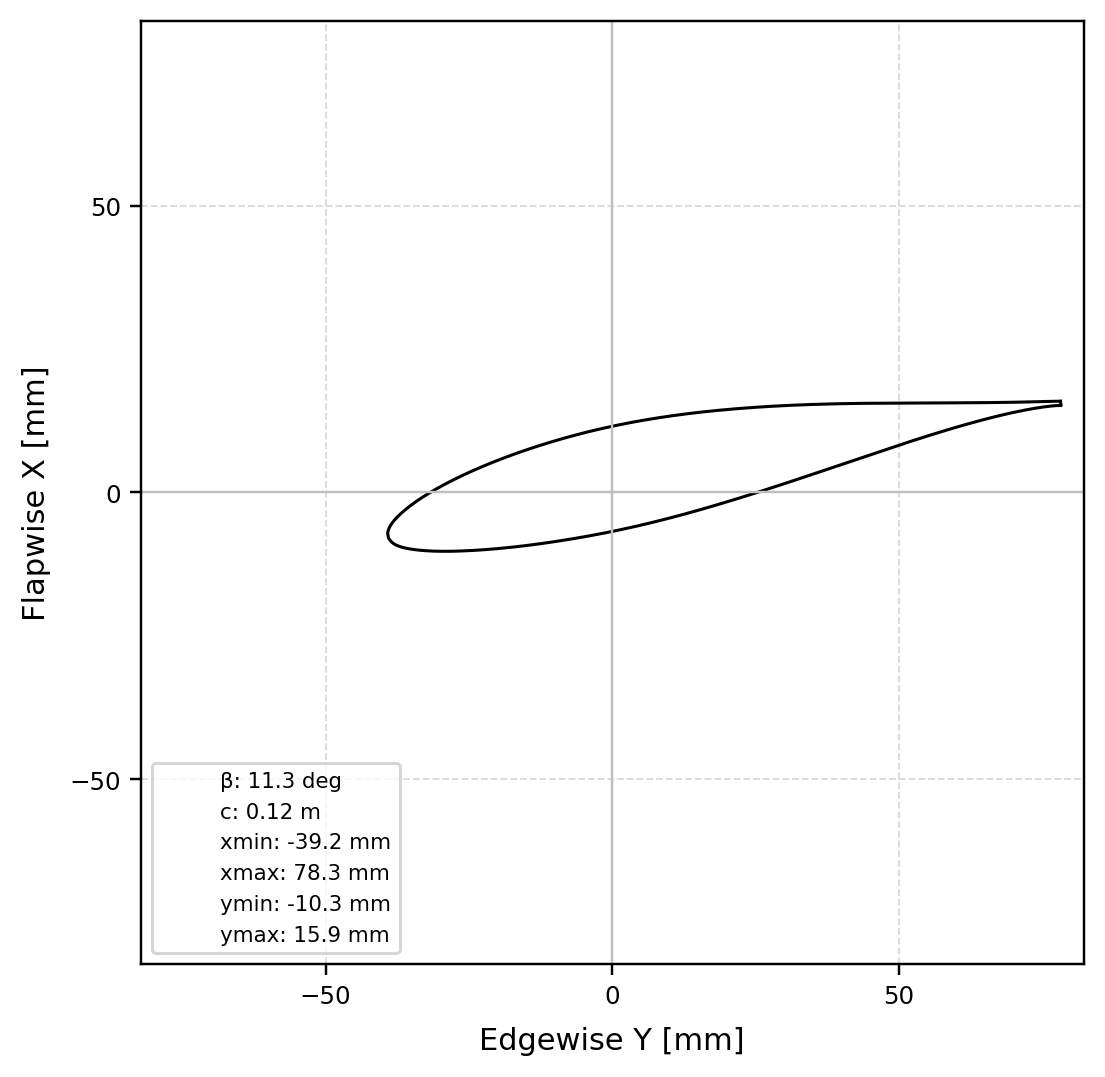 Flapwise X [mm]
50
0
−50
β: 11.3 deg
c: 0.12 m
xmin: -39.2 mm
xmax: 78.3 mm
ymin: -10.3 mm
ymax: 15.9 mm
−50
0
50
Edgewise Y [mm]